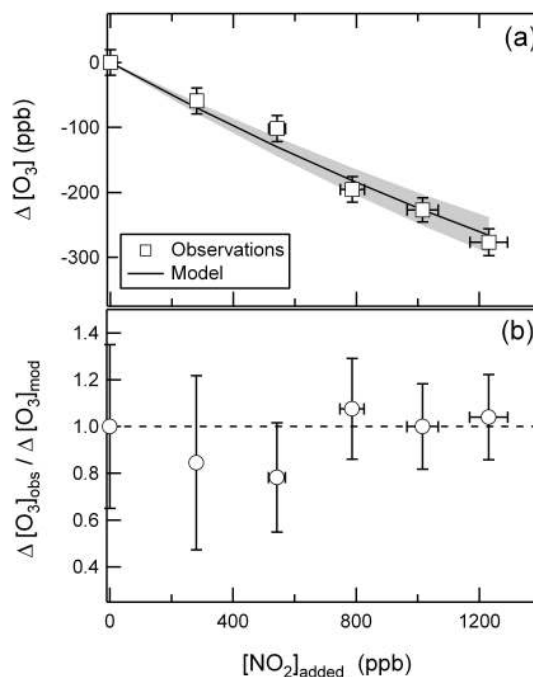 (a)
0
-100
-200
-300
Δ [O₃] (ppb)
Observations
Model
(b)
1.4
1.2
1.0
0.8
0.6
0.4
Δ [O₃]obs / Δ [O₃]mod
0 400 800 1200
[NO₂]added (ppb)